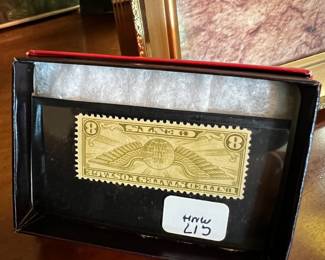 UNITED STATES POSTAGE
8 CENTS 8
C17
MNH